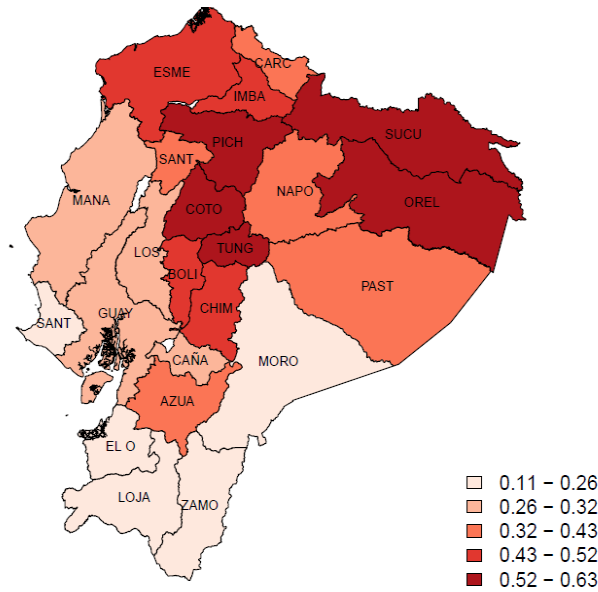 ESME
CARC
IMBA
SUCU
PICH
SANT
NAPO
MANA
COTO
OREL
TUNG
LOS
BOLI
PAST
CHIM
GUAY
SANT
CAÑA
MORO
AZUA
EL O
LOJA
ZAMO
0.11 − 0.26
0.26 − 0.32
0.32 − 0.43
0.43 − 0.52
0.52 − 0.63